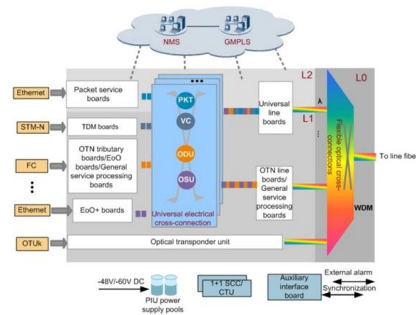 NMS
GMPLS
L2
L0
Ethernet
Packet service
boards
PKT
Universal
line boards
L1
STM-N
TDM boards
VC
FC
OTN tributary
boards/EoO
boards/General
service processing
boards
ODU
OTN line
boards/
General
service
processing
boards
OSU
Flexible optical cross-
connections
To line fibe
Ethernet
EoO+ boards
Universal electrical
cross-connection
WDM
OTUk
Optical transponder unit
-48V/-60V DC
PIU power
supply pools
1+1 SCC/
CTU
Auxiliary
interface
board
External alarm
Synchronization